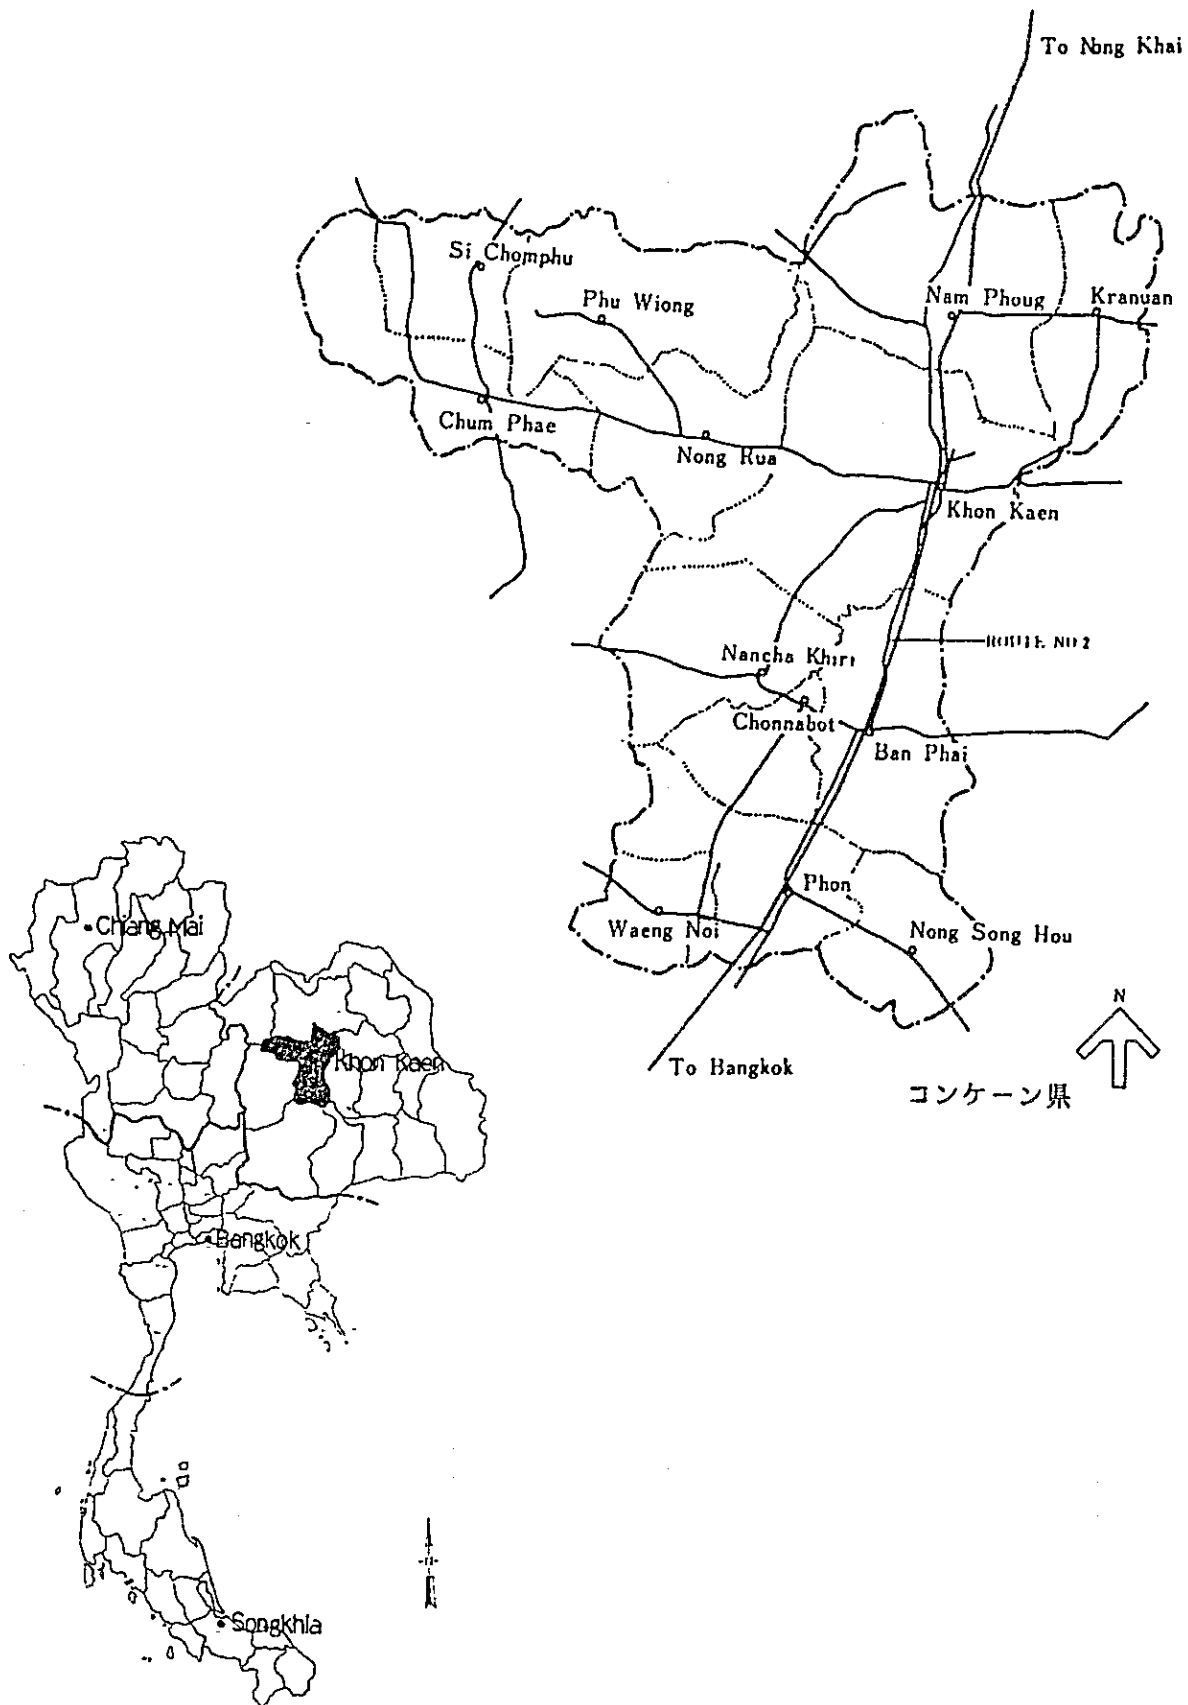 To Nong Khai
Si Chomphu
Phu Wiong
Nam Phoug
Kranuan
Chum Phae
Nong Rua
Khon Kaen
ROUTE NO 2
Nancha Khiri
Chonnabot
Ban Phai
Phon
Waeng Noi
Nong Song Hou
N
To Bangkok
コンケーン県
Chiang Mai
Khon Kaen
Bangkok
Songkhla